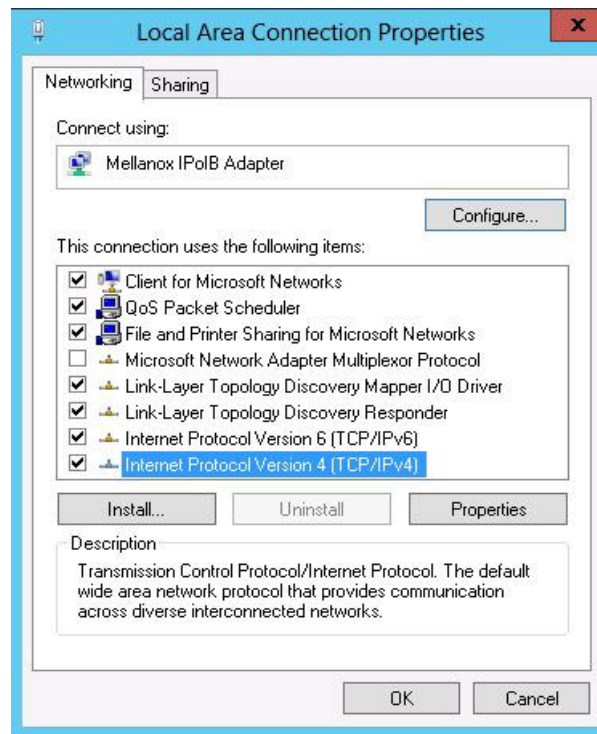 Local Area Connection Properties
x
Networking
Sharing
Connect using:
Mellanox IPoIB Adapter
Configure...
This connection uses the following items:
Client for Microsoft Networks
QoS Packet Scheduler
File and Printer Sharing for Microsoft Networks
Microsoft Network Adapter Multiplexor Protocol
Link-Layer Topology Discovery Mapper I/O Driver
Link-Layer Topology Discovery Responder
Internet Protocol Version 6 (TCP/IPv6)
Internet Protocol Version 4 (TCP/IPv4)
Install...
Uninstall
Properties
Description
Transmission Control Protocol/Internet Protocol. The default
wide area network protocol that provides communication
across diverse interconnected networks.
OK
Cancel